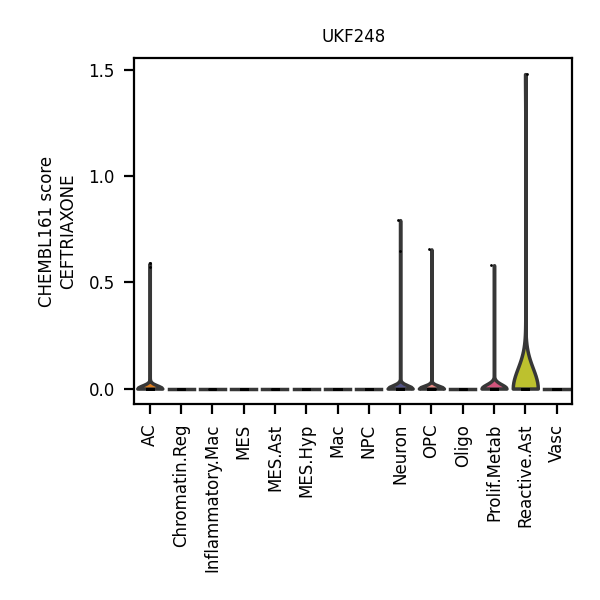 UKF248
CHEMBL161 score
CEFTRIAXONE
1.5
1.0
0.5
0.0
AC
Chromatin.Reg
Inflammatory.Mac
MES
MES.Ast
MES.Hyp
Mac
NPC
Neuron
OPC
Oligo
Prolif.Metab
Reactive.Ast
Vasc